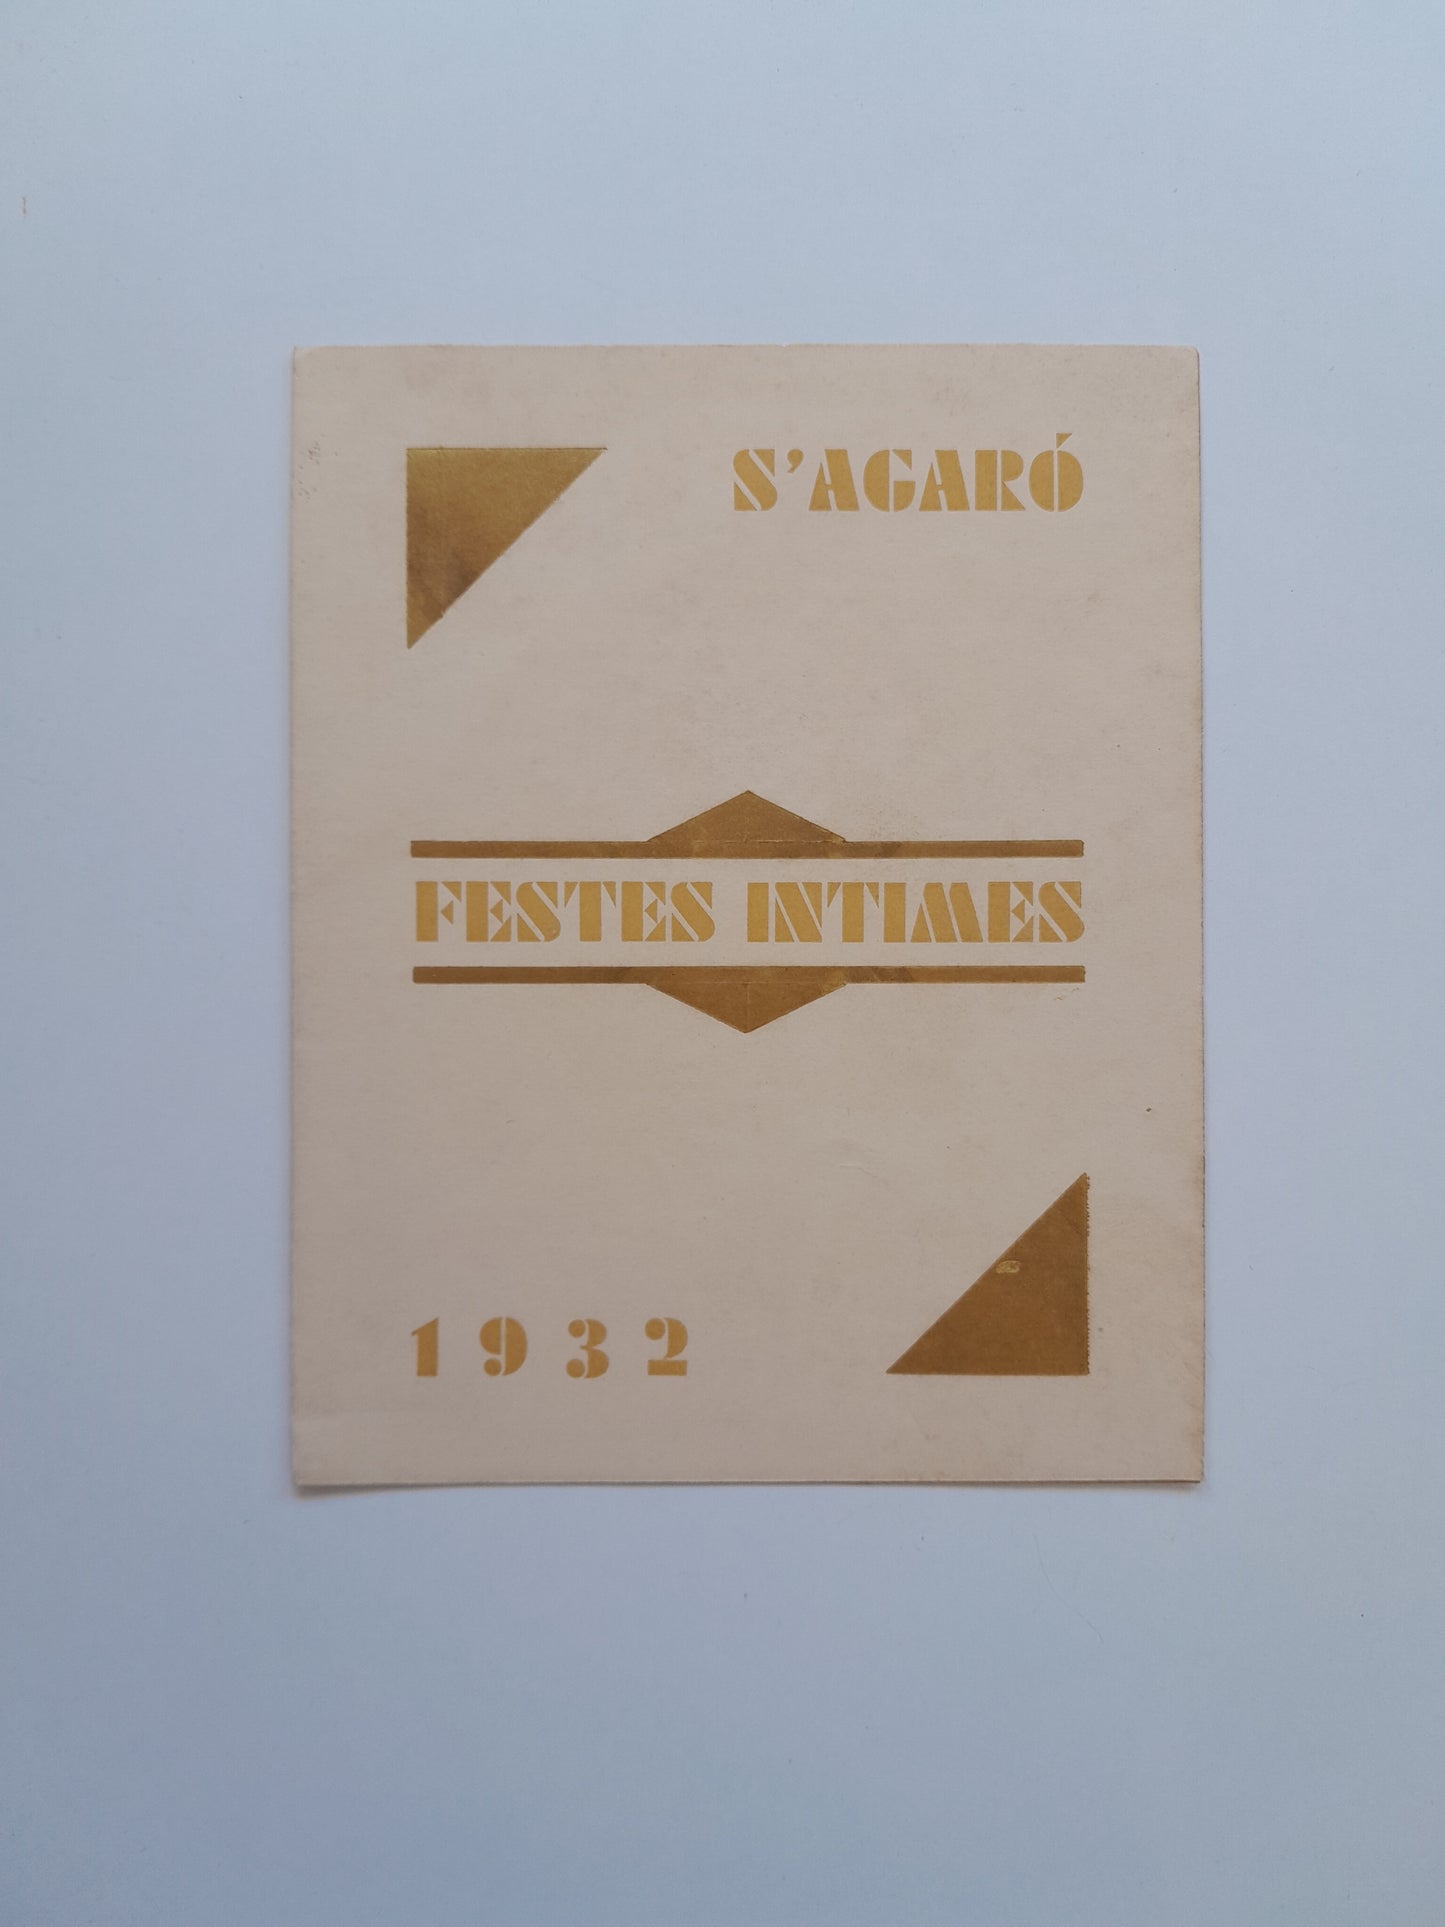 S'AGARÓ
FESTES INTIMES
1932